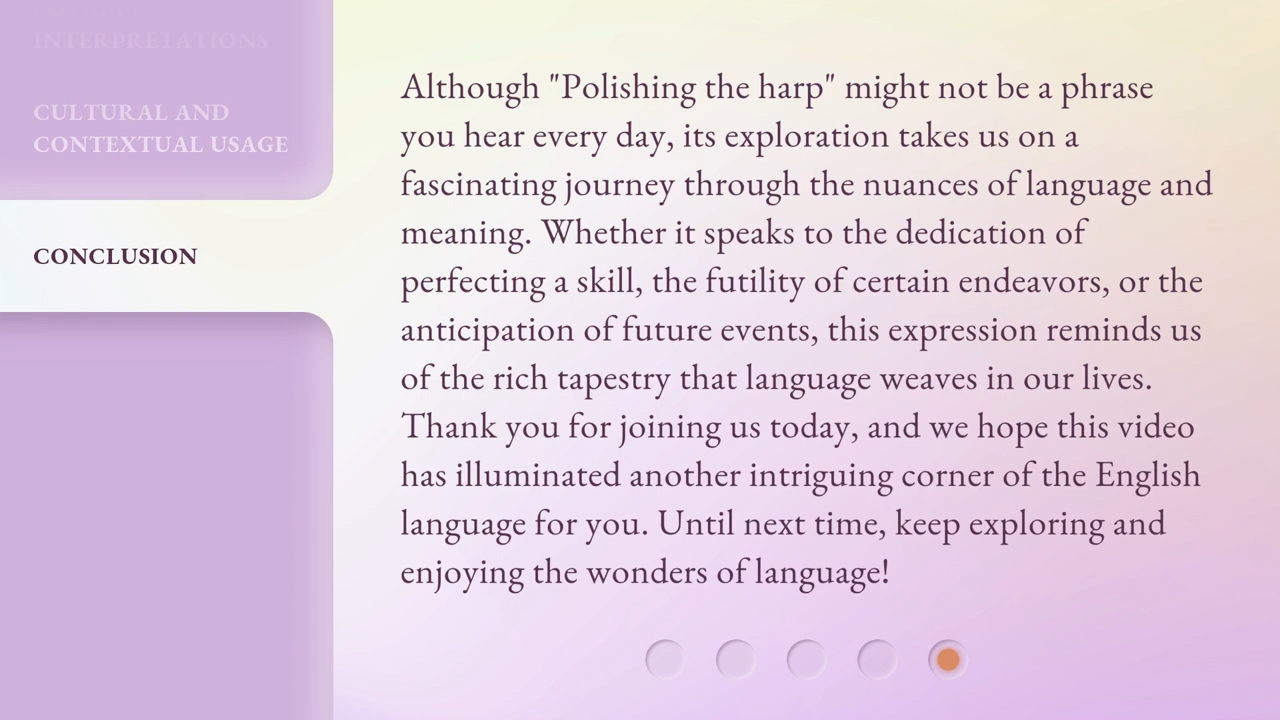 INTERPRETATIONS
CULTURAL AND
CONTEXTUAL USAGE
CONCLUSION
Although "Polishing the harp" might not be a phrase
you hear every day, its exploration takes us on a
fascinating journey through the nuances of language and
meaning. Whether it speaks to the dedication of
perfecting a skill, the futility of certain endeavors, or the
anticipation of future events, this expression reminds us
of the rich tapestry that language weaves in our lives.
Thank you for joining us today, and we hope this video
has illuminated another intriguing corner of the English
language for you. Until next time, keep exploring and
enjoying the wonders of language!